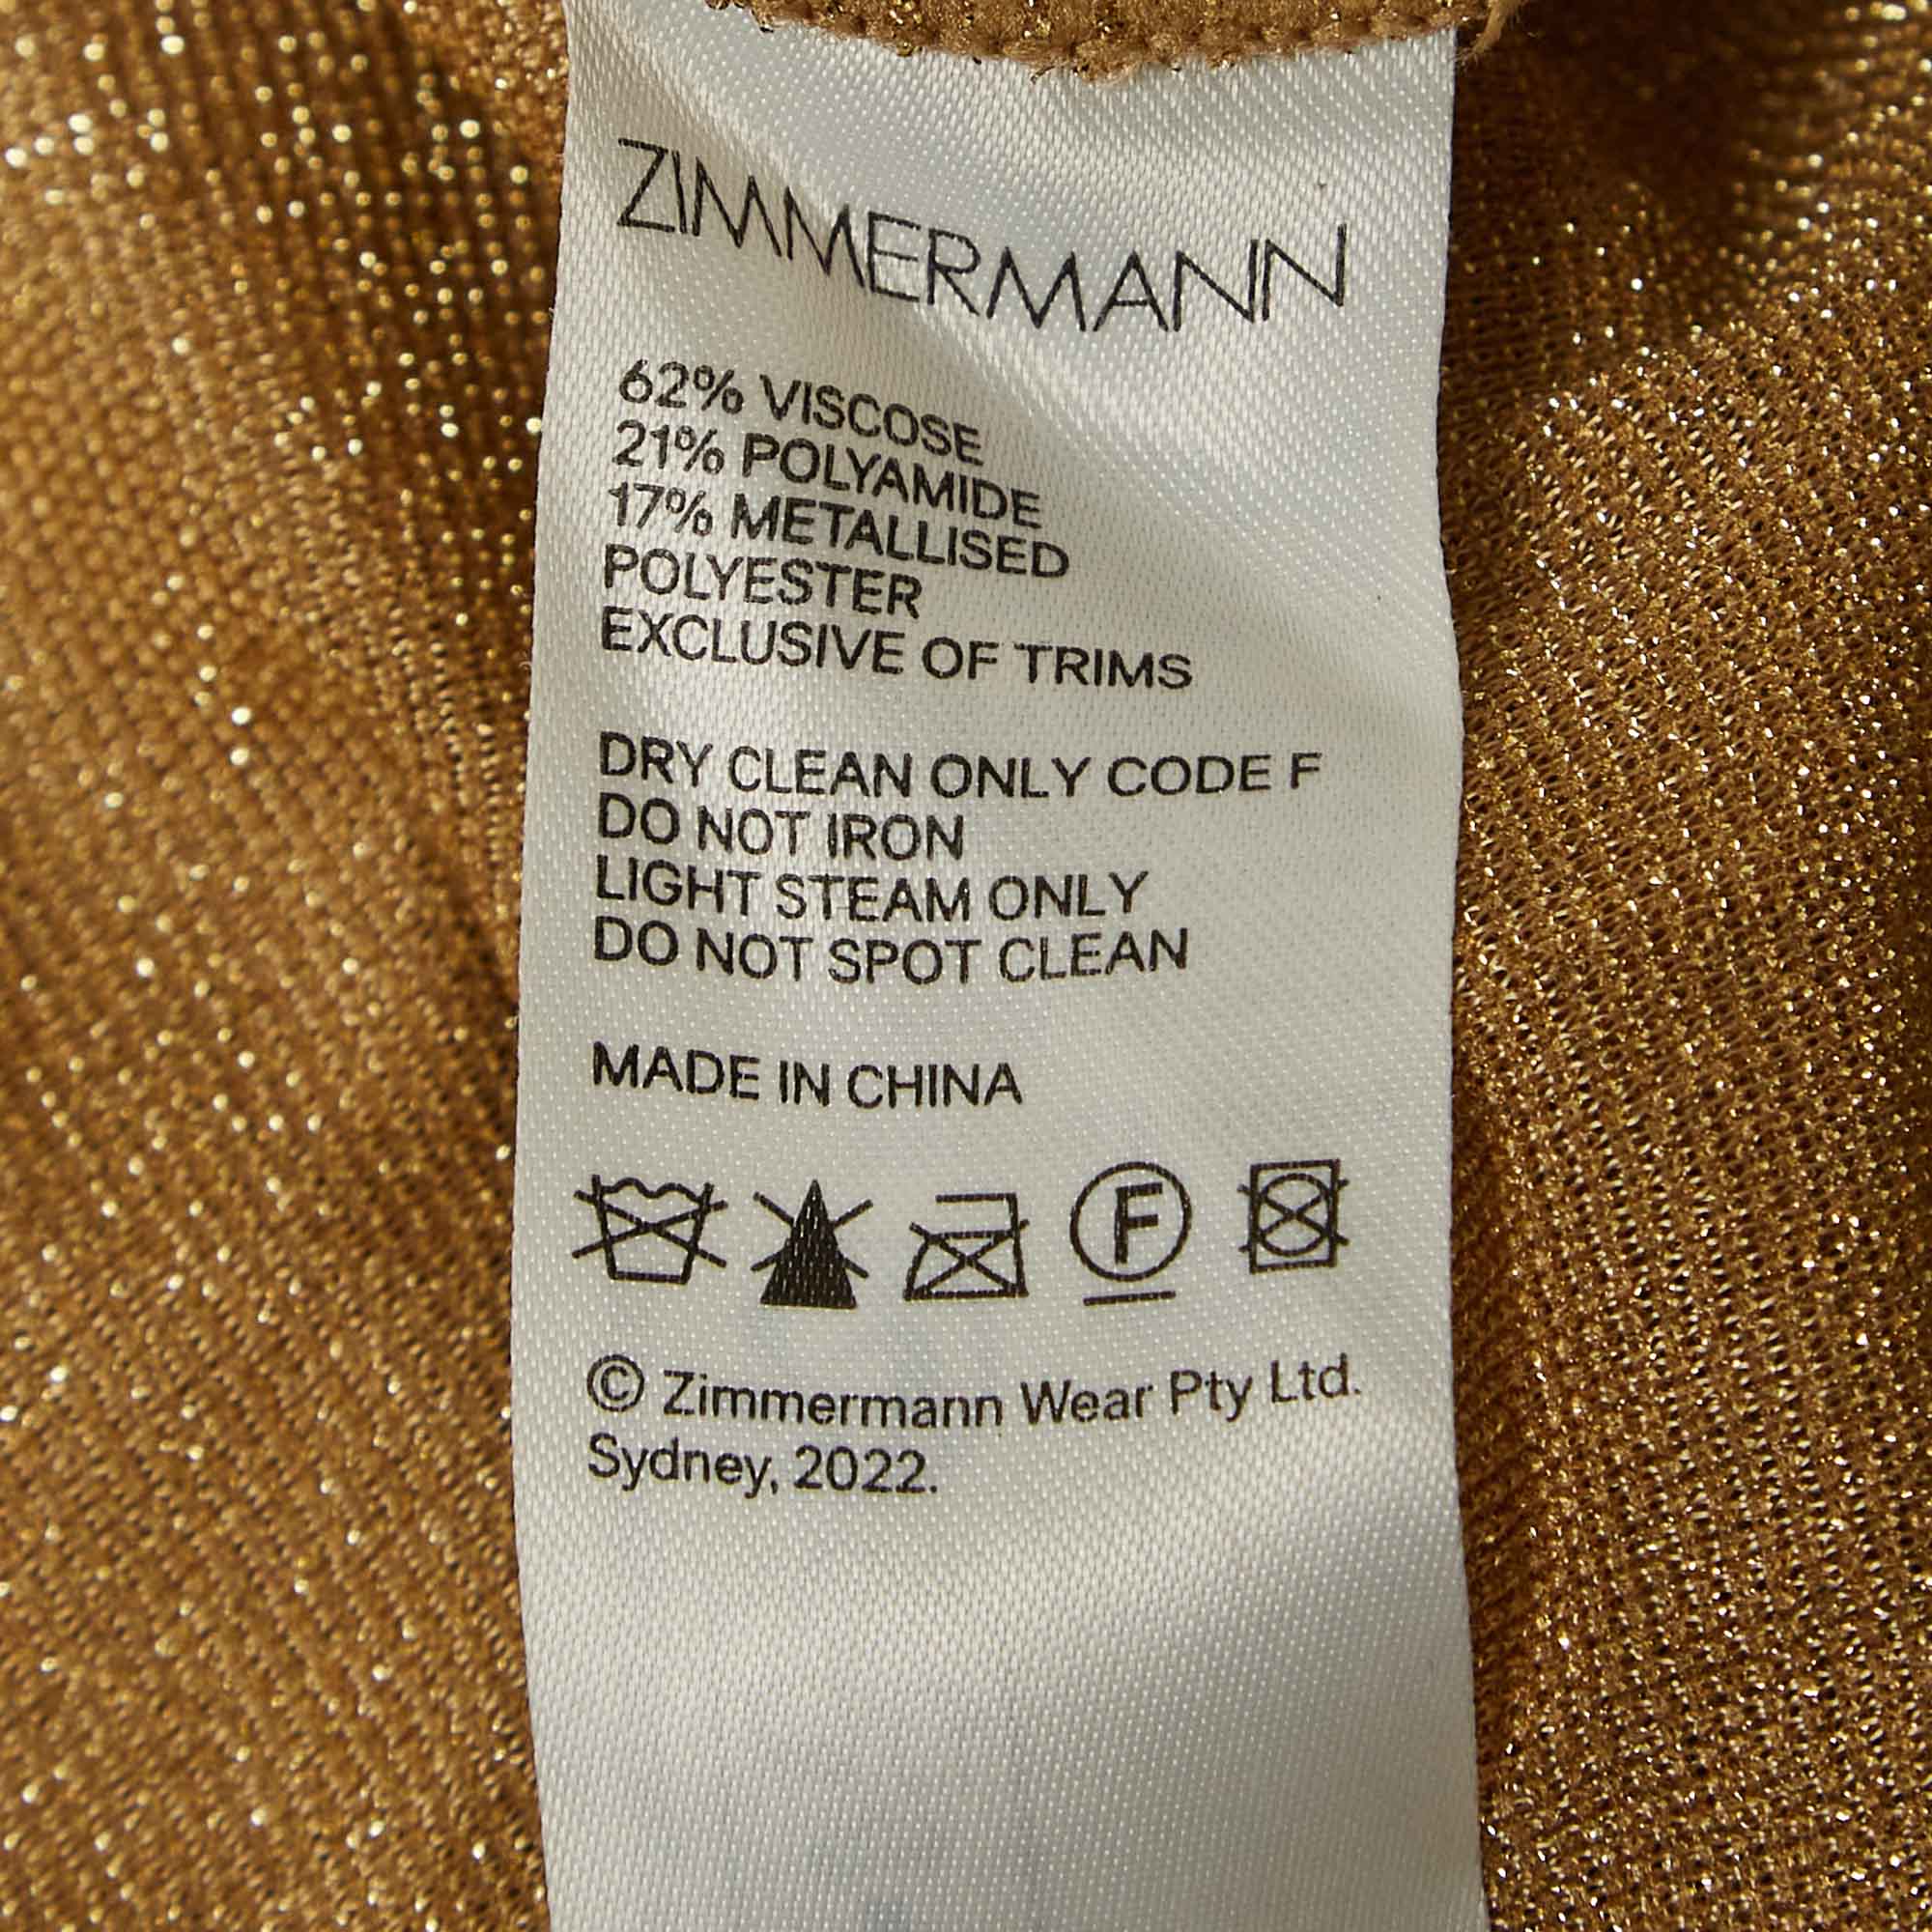 ZIMMERMANN
62% VISCOSE
21% POLYAMIDE
17% METALLISED
POLYESTER
EXCLUSIVE OF TRIMS
DRY CLEAN ONLY CODE F
DO NOT IRON
LIGHT STEAM ONLY
DO NOT SPOT CLEAN
MADE IN CHINA
F
© Zimmermann Wear Pty Ltd.
Sydney, 2022.